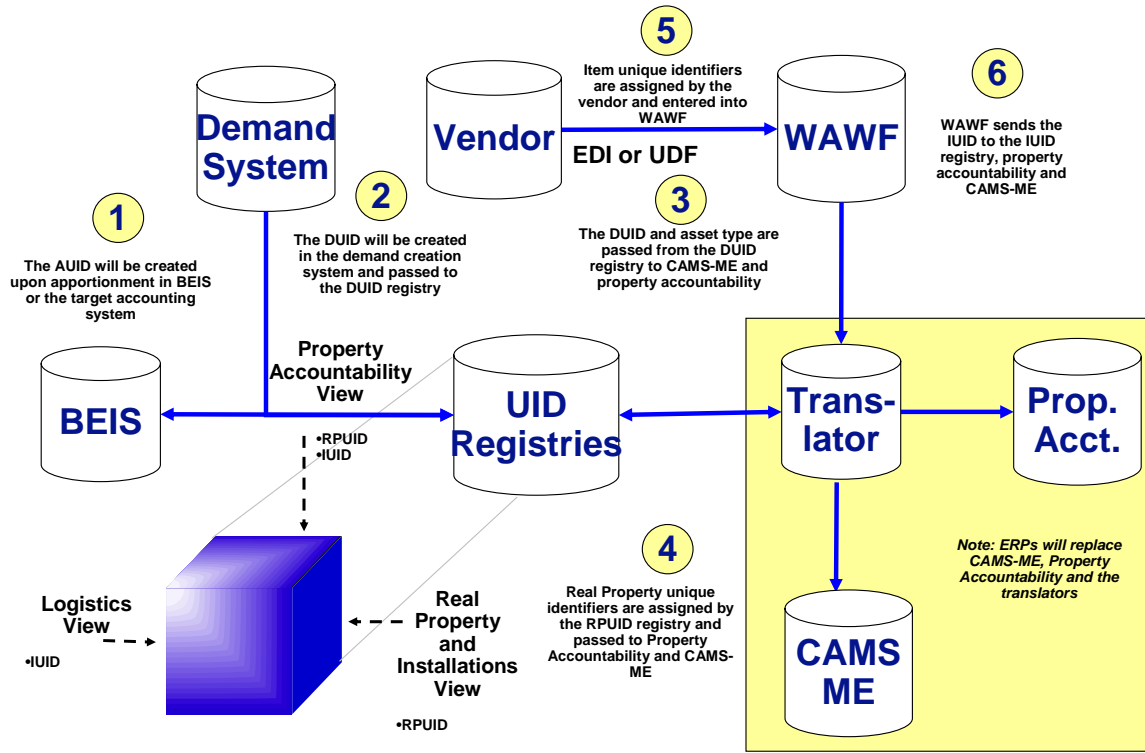 5
Item unique identifiers
are assigned by the
vendor and entered into
WAWF
6
WAWF sends the
IUID to the IUID
registry, property
accountability and
CAMS-ME
Demand
System
Vendor
EDI or UDF
WAWF
1
The AUID will be created
upon apportionment in BEIS
or the target accounting
system
2
The DUID will be created
in the demand creation
system and passed to
the DUID registry
3
The DUID and asset type are
passed from the DUID
registry to CAMS-ME and
property accountability
Property
Accountability
View
BEIS
•RPUID
•IUID
UID
Registries
Trans-
lator
Prop.
Acct.
4
Real Property unique
identifiers are assigned by
the RPUID registry and
passed to Property
Accountability and CAMS-
ME
Note: ERPs will replace
CAMS-ME, Property
Accountability and the
translators
Logistics
View
•IUID
Real
Property
and
Installations
View
•RPUID
CAMS
ME